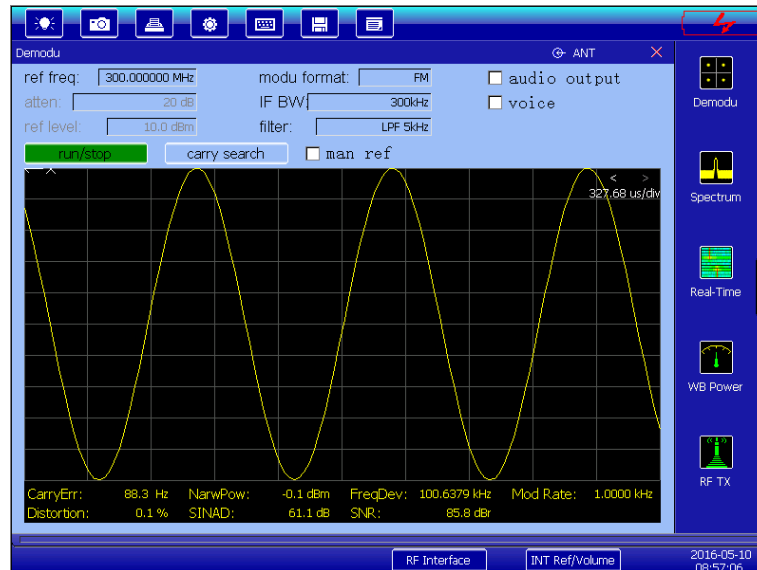 Demodu
ANT
ref freq: 300.000000 MHz modu format: FM audio output
atten: 20 dB IF BW: 300kHz voice
ref level: 10.0 dBm filter: LPF 5kHz
run/stop carry search man ref
< >
327.68 us/div
CarryErr: 88.3 Hz NarwPow: -0.1 dBm FreqDev: 100.6379 kHz Mod Rate: 1.0000 kHz
Distortion: 0.1 % SINAD: 61.1 dB SNR: 85.8 dBr
Demodu
Spectrum
Real-Time
WB Power
RF TX
RF Interface INT Ref/Volume
2016-05-10
08:57:06